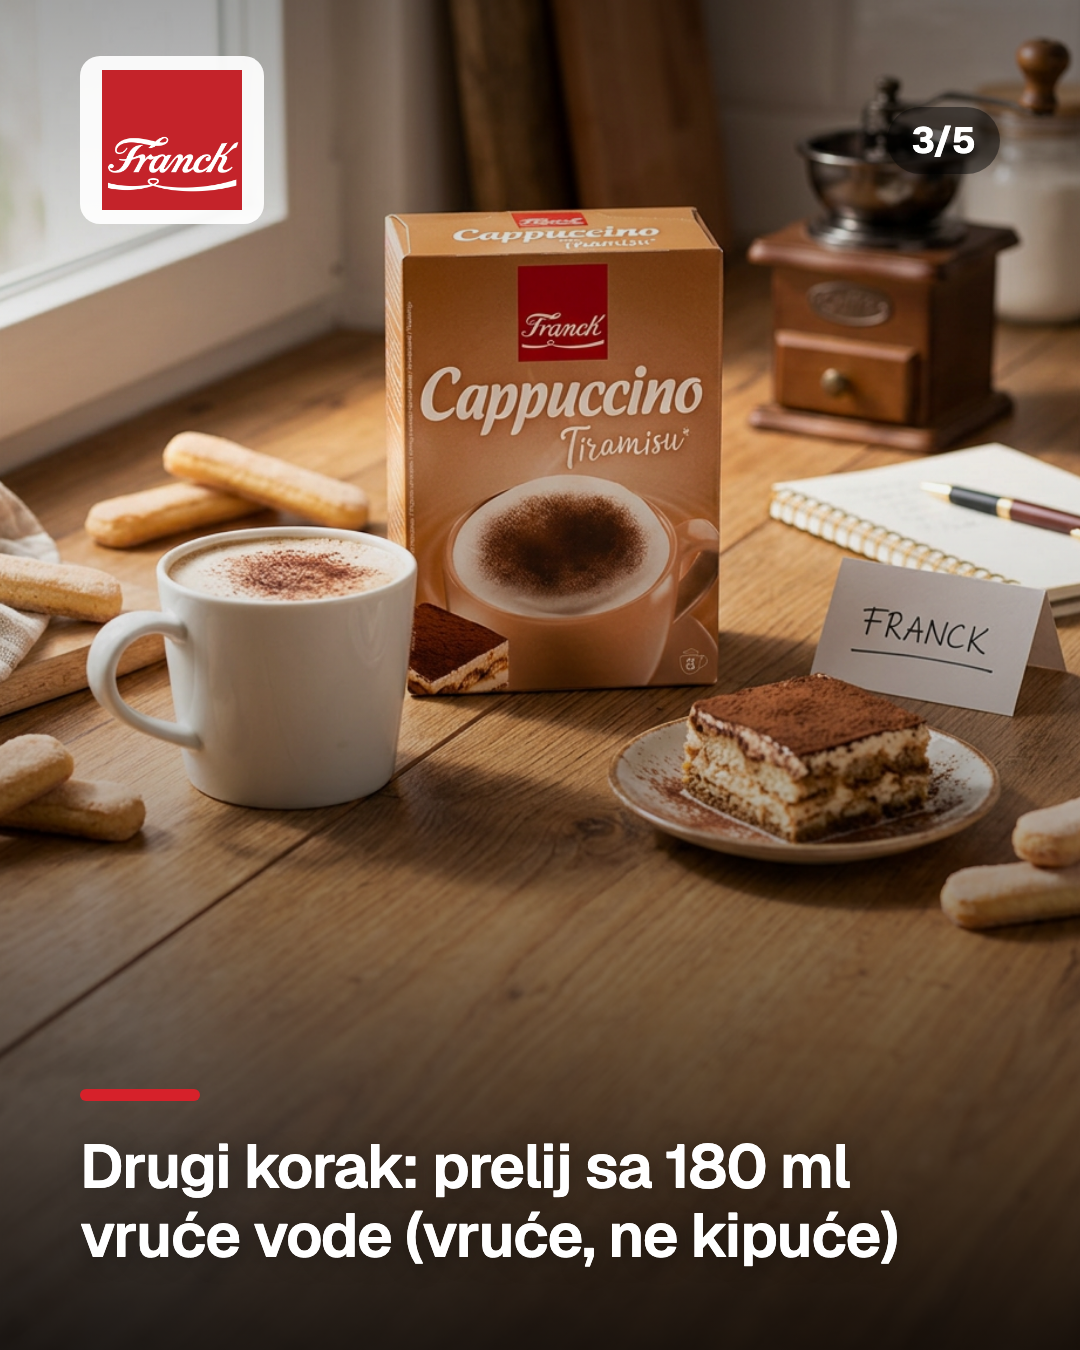 Franck
3/5
Franck
Cappuccino
Tiramisu*
Franck
Cappuccino
Tiramisu*
FRANCK
Drugi korak: prelij sa 180 ml
vruće vode (vruće, ne kipuće)